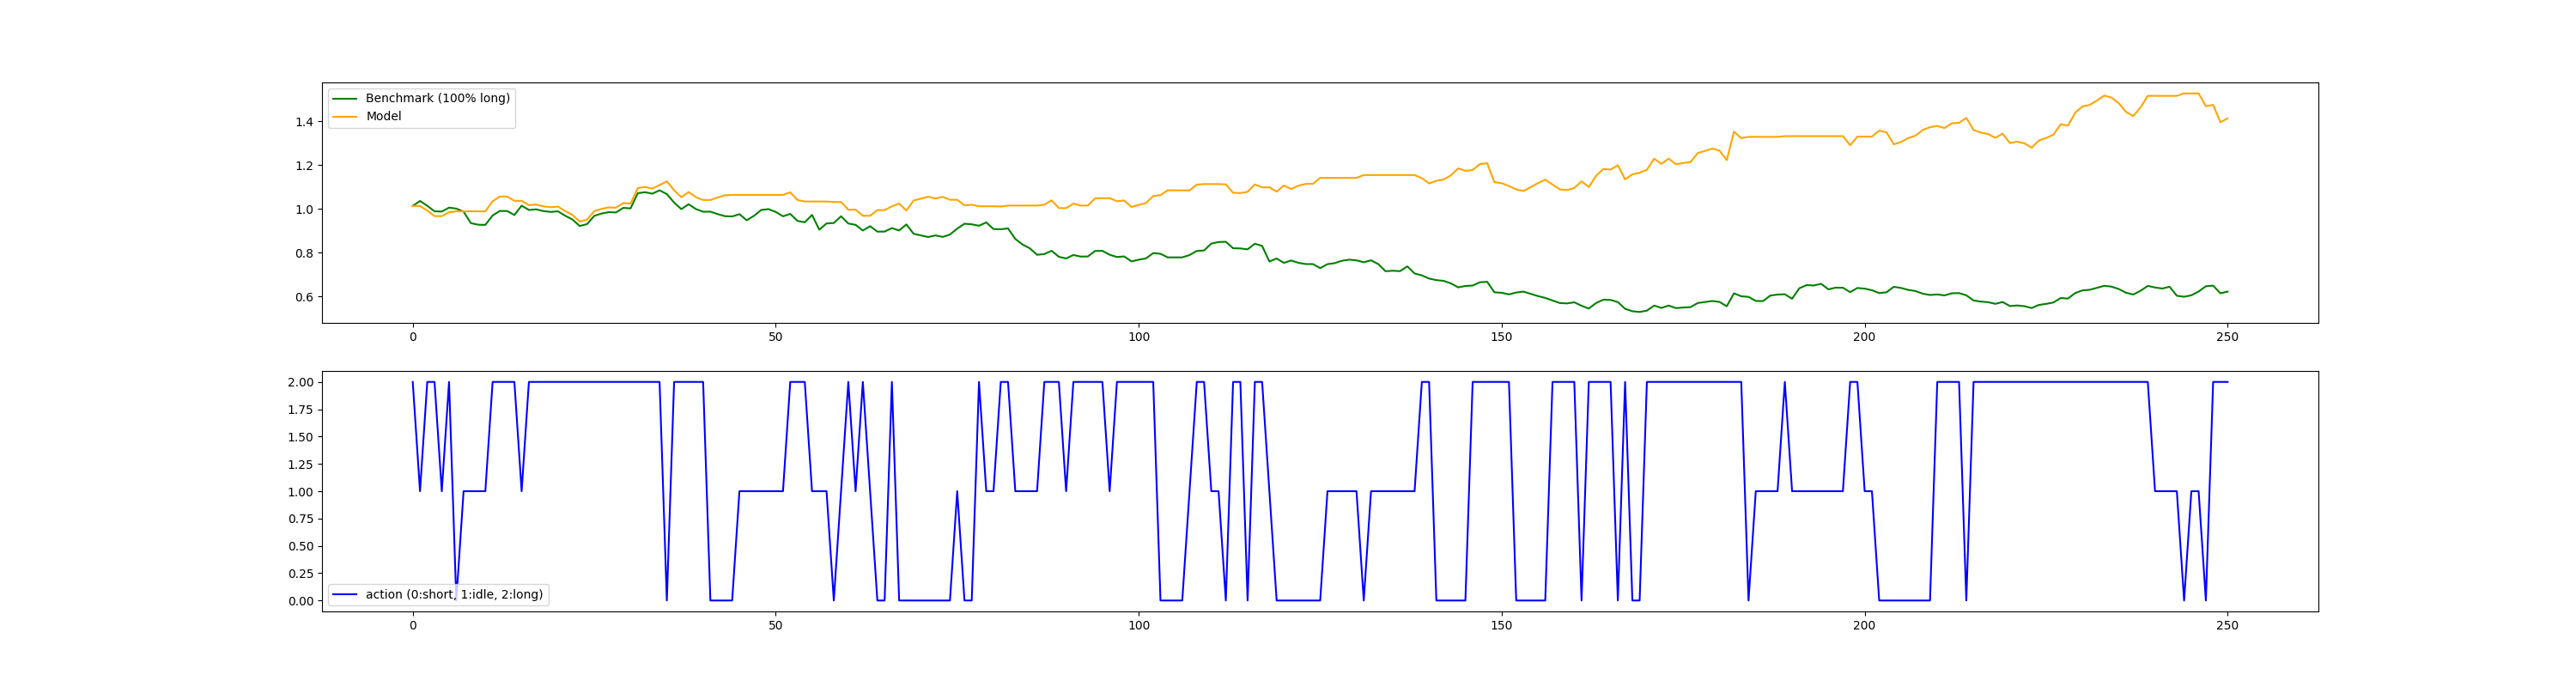 Benchmark (100% long)
Model
1.4
1.2
1.0
0.8
0.6
0 50 100 150 200 250
2.00
1.75
1.50
1.25
1.00
0.75
0.50
0.25
0.00
action (0:short, 1:idle, 2:long)
0 50 100 150 200 250